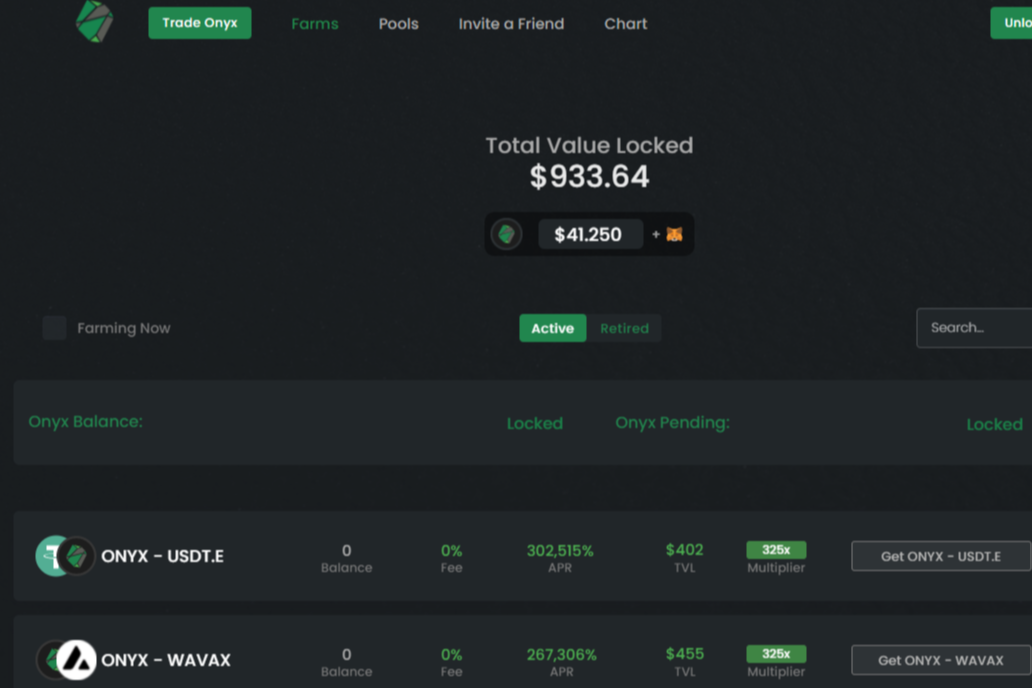 Trade Onyx Farms Pools Invite a Friend Chart
Total Value Locked
$933.64
$41.250 +
Farming Now Active Retired Search...
Onyx Balance: Locked Onyx Pending: Locked
ONYX - USDT.E 0 0% 302,515% $402 325x Get ONYX - USDT.E
Balance Fee APR TVL Multiplier
ONYX - WAVAX 0 0% 267,306% $455 325x Get ONYX - WAVAX
Balance Fee APR TVL Multiplier